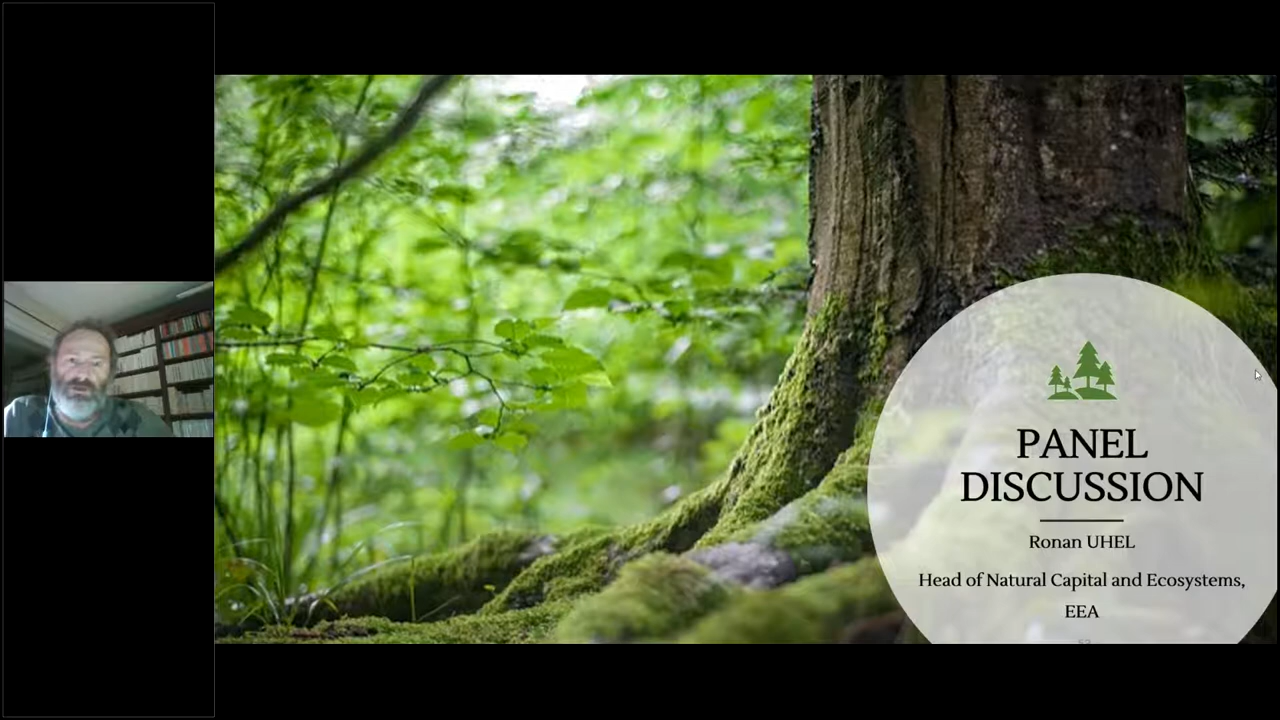 PANEL
DISCUSSION
Ronan UHEL
Head of Natural Capital and Ecosystems,
EEA